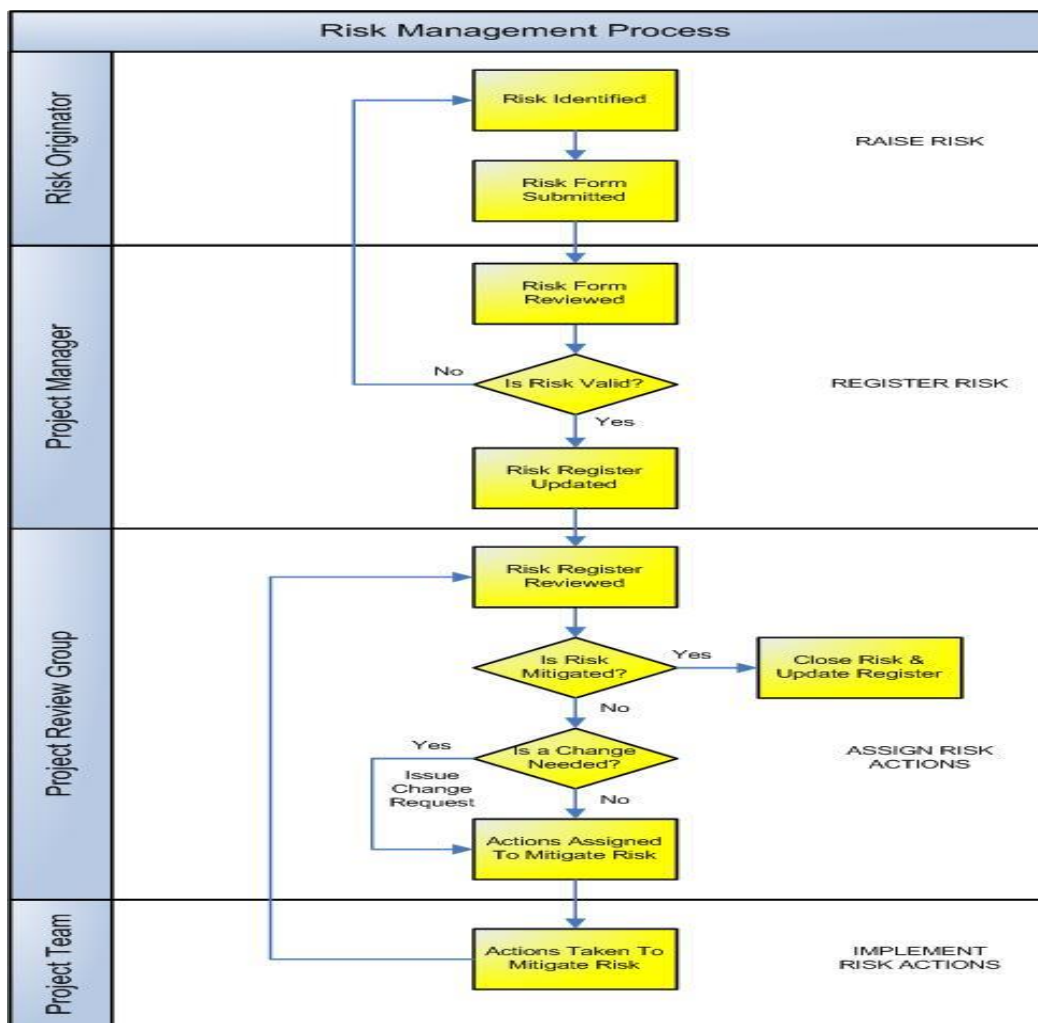 Risk Management Process
Risk Originator
Risk Identified
RAISE RISK
Risk Form
Submitted
Project Manager
Risk Form
Reviewed
No
Is Risk Valid?
REGISTER RISK
Yes
Risk Register
Updated
Project Review Group
Risk Register
Reviewed
Is Risk
Mitigated?
Yes
Close Risk &
Update Register
No
Yes
Is a Change
Needed?
ASSIGN RISK
ACTIONS
Issue
Change
Request
No
Actions Assigned
To Mitigate Risk
Project Team
Actions Taken To
Mitigate Risk
IMPLEMENT
RISK ACTIONS